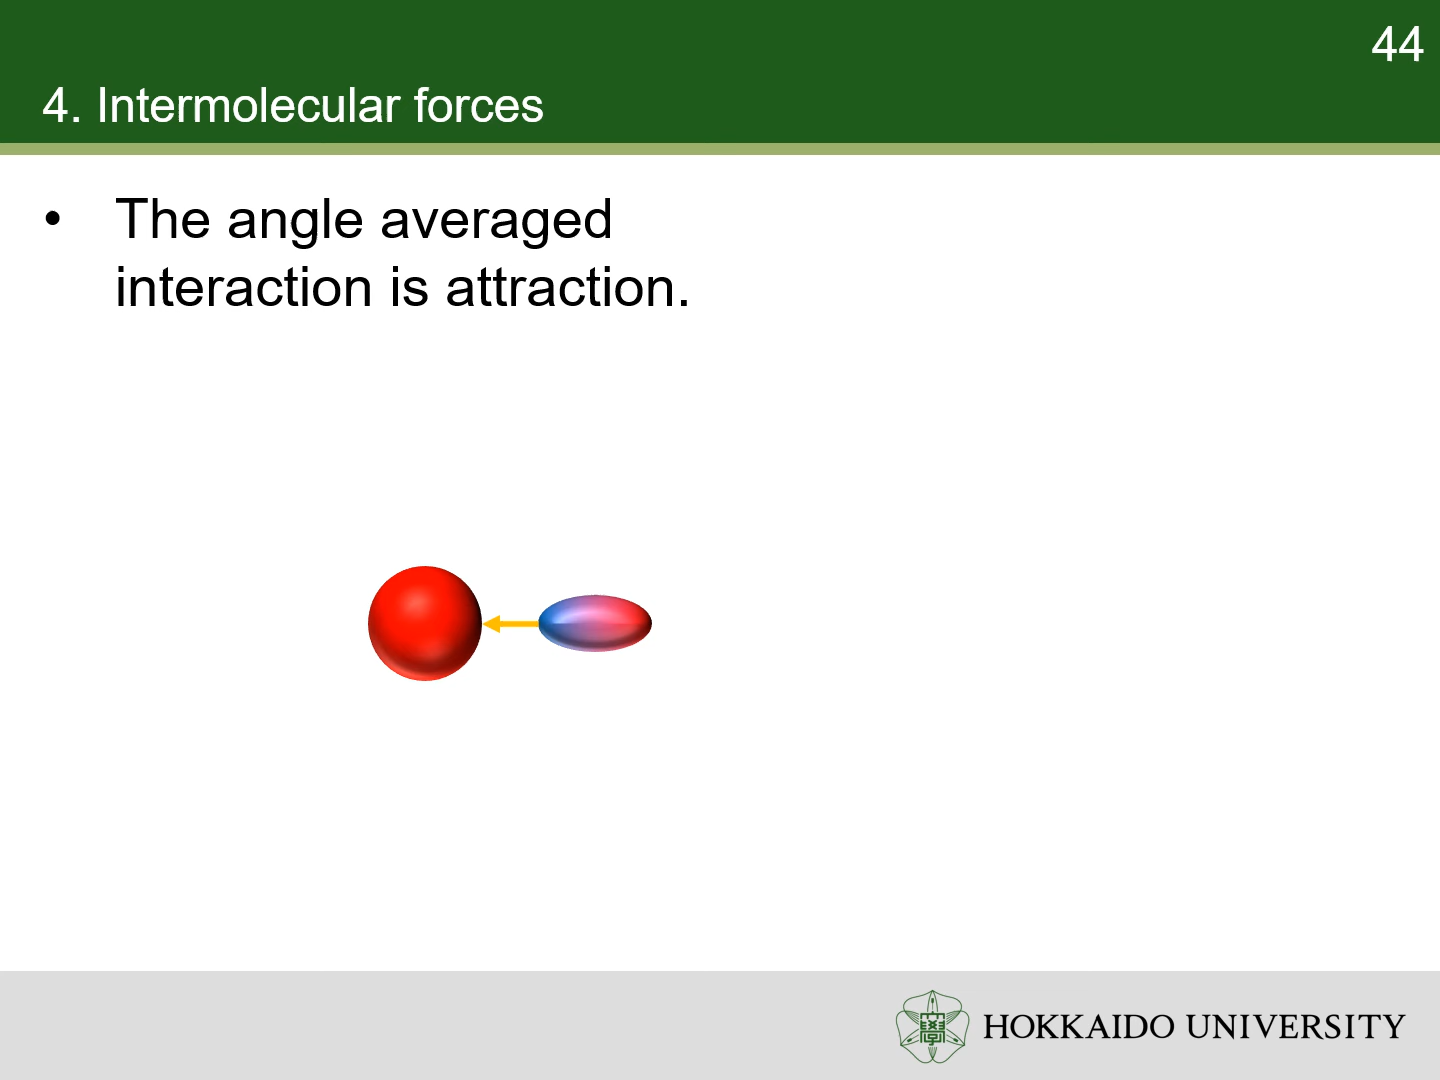 44
4. Intermolecular forces
• The angle averaged
interaction is attraction.
HOKKAIDO UNIVERSITY